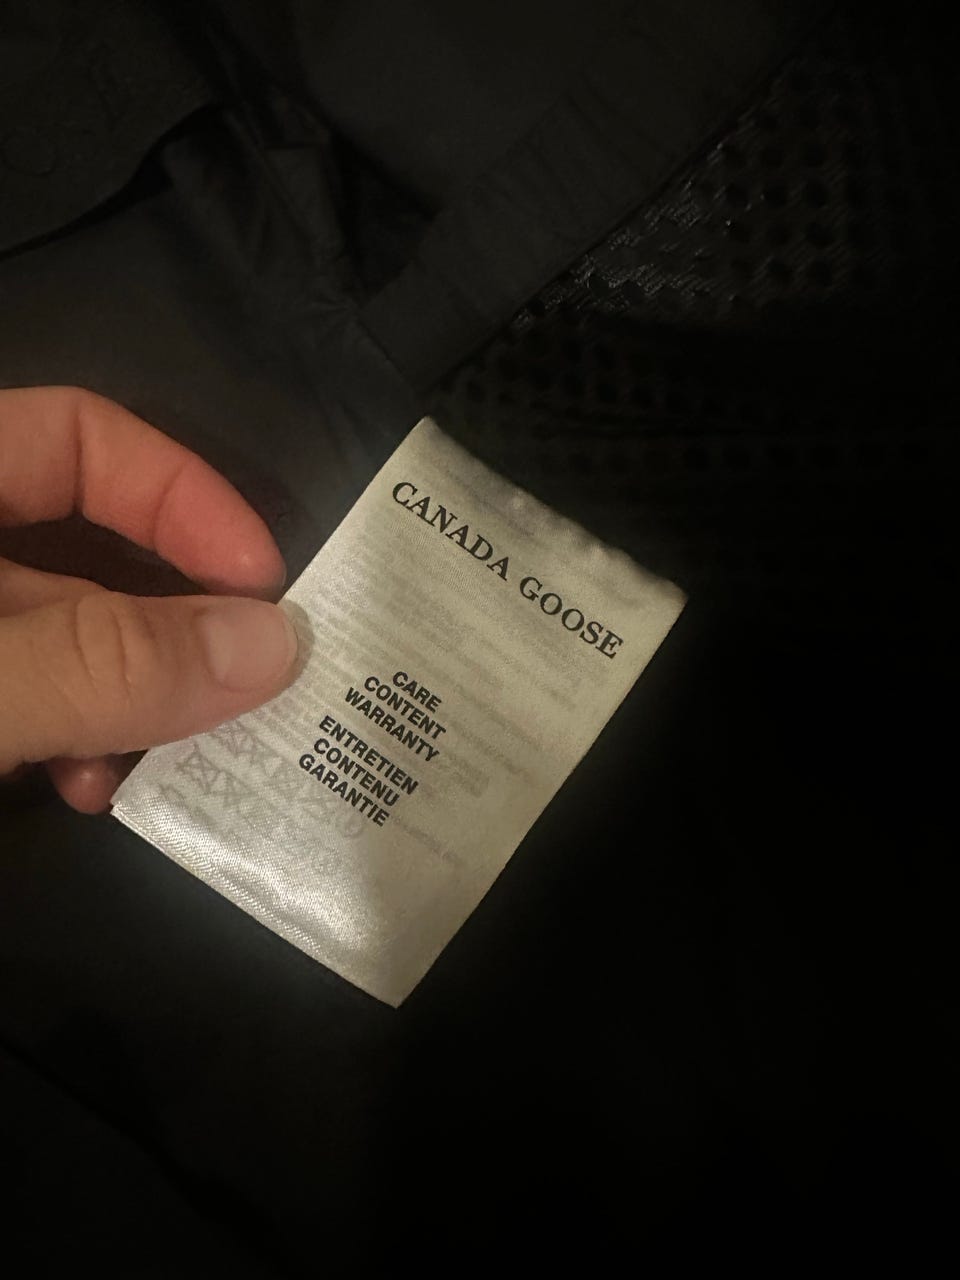 CANADA GOOSE
CARE
CONTENT
WARRANTY
ENTRETIEN
CONTENU
GARANTIE